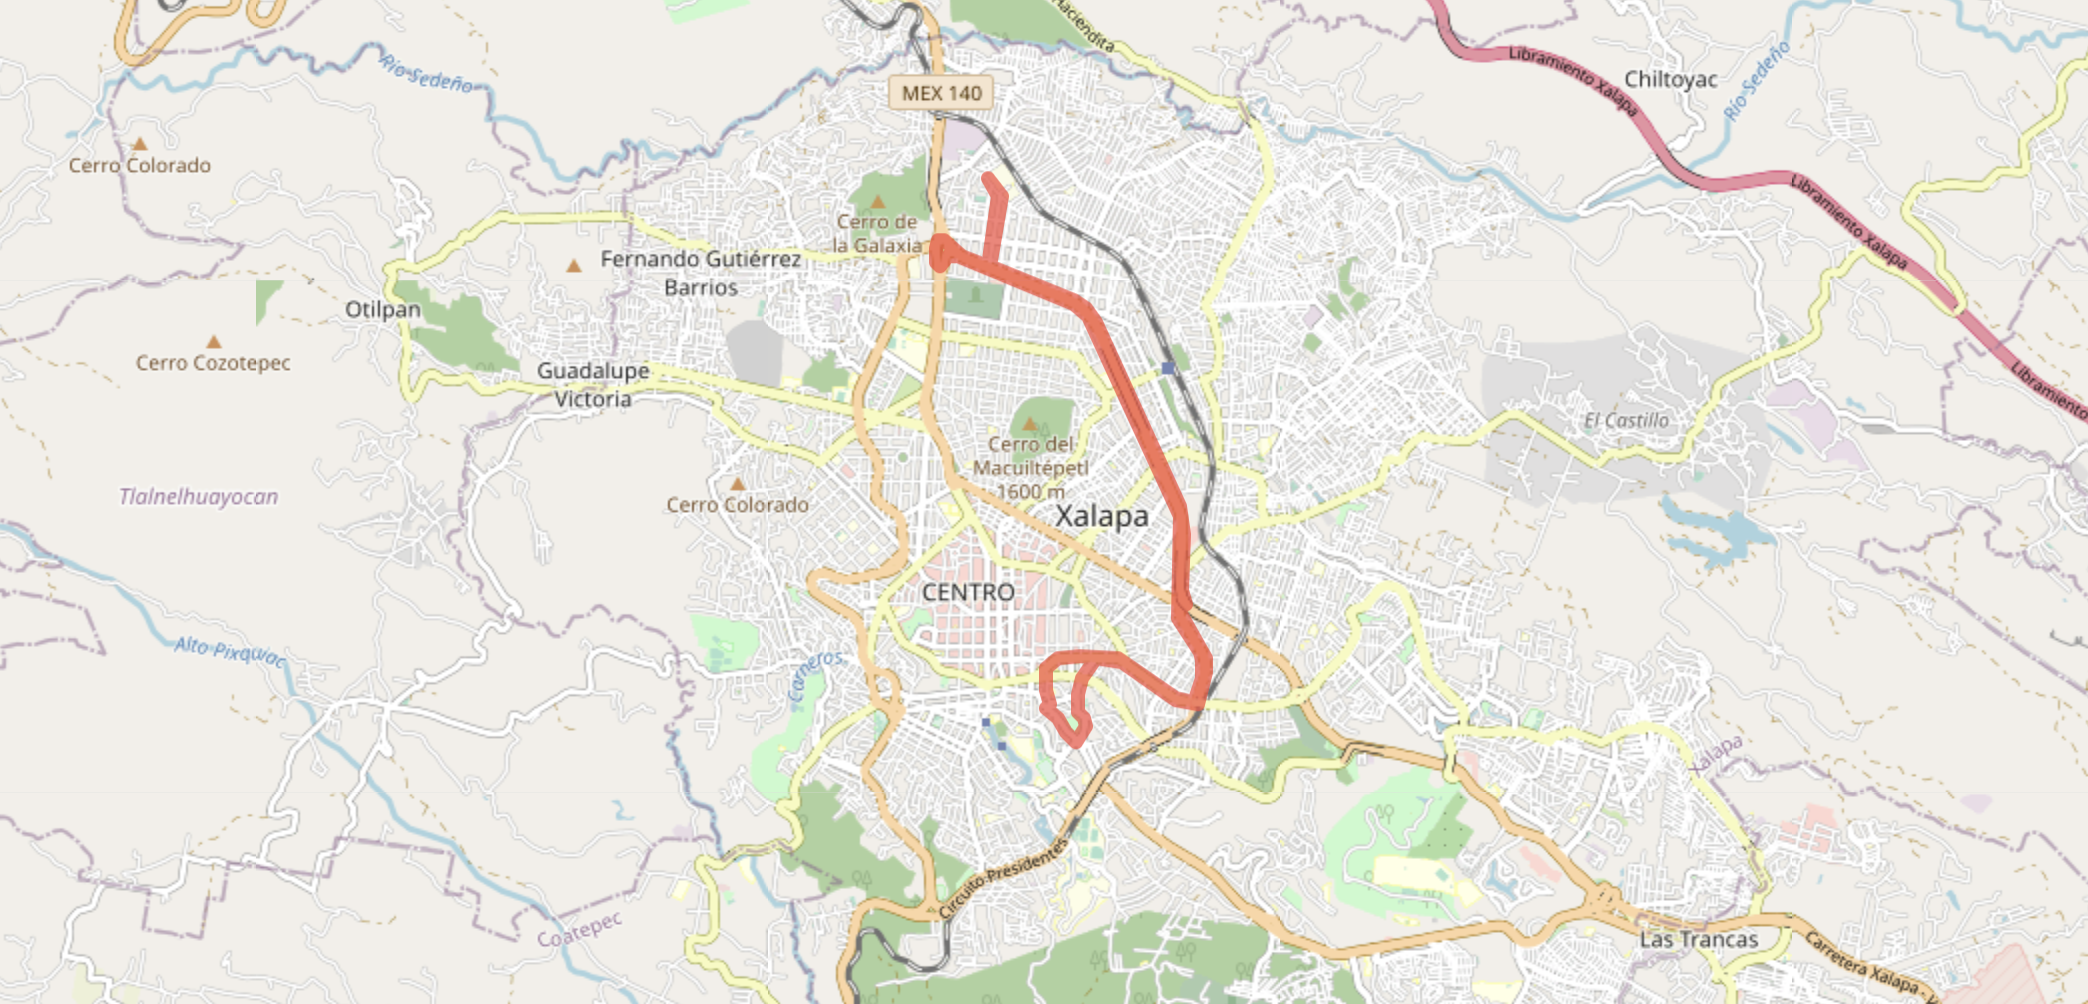 Haciendita
Libramiento Xalapa
Chiltoyac
Río Sedeño
Río Sedeño
MEX 140
Cerro Colorado
Libramiento Xalapa
Cerro de
la Galaxia
Fernando Gutiérrez
Barrios
Otilpan
Cerro Cozotepec
Guadalupe
Victoria
Libramiento
El Castillo
Cerro del
Macuiltépetl
1600 m
Tlalnelhuayocan
Cerro Colorado
Xalapa
CENTRO
Alto Pixquiac
Carneros
Xalapa
Circuito Presidentes
Coatepec
Las Trancas
Carretera Xalapa -